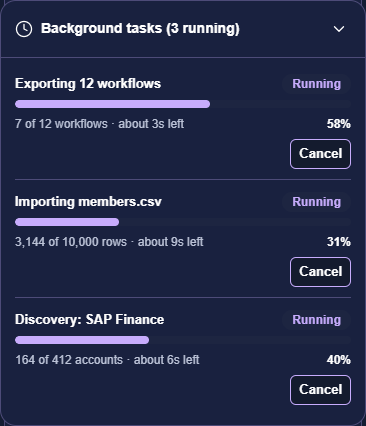 Background tasks (3 running)
Exporting 12 workflows Running
7 of 12 workflows · about 3s left 58%
Cancel
Importing members.csv Running
3,144 of 10,000 rows · about 9s left 31%
Cancel
Discovery: SAP Finance Running
164 of 412 accounts · about 6s left 40%
Cancel